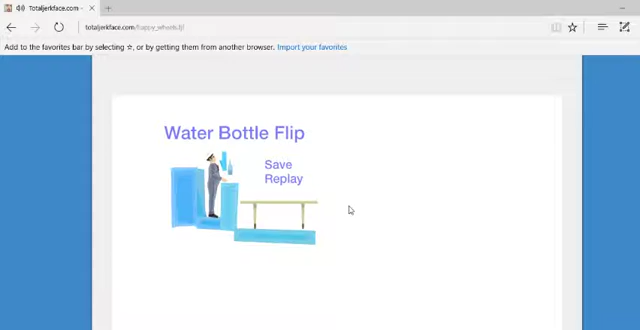 Totaljerkface.com
totaljerkface.com/happy_wheels.tjf
Add to the favorites bar by selecting ☆, or by getting them from another browser. Import your favorites
Water Bottle Flip
Save
Replay